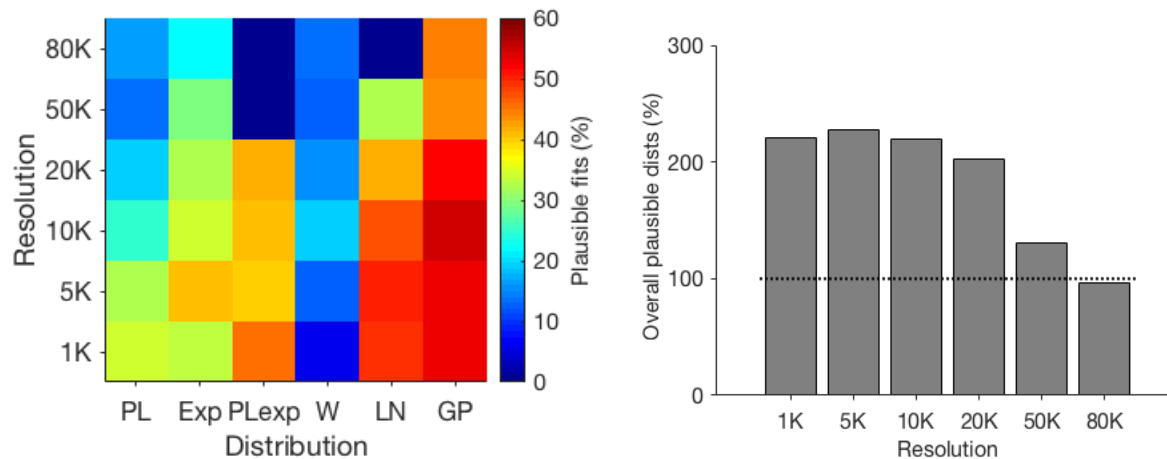 80K
50K
20K
10K
5K
1K
Resolution
PL Exp PLexp W LN GP
Distribution
60
50
40
30
20
10
0
Plausible fits (%)
300
200
100
0
Overall plausible dists (%)
1K 5K 10K 20K 50K 80K
Resolution